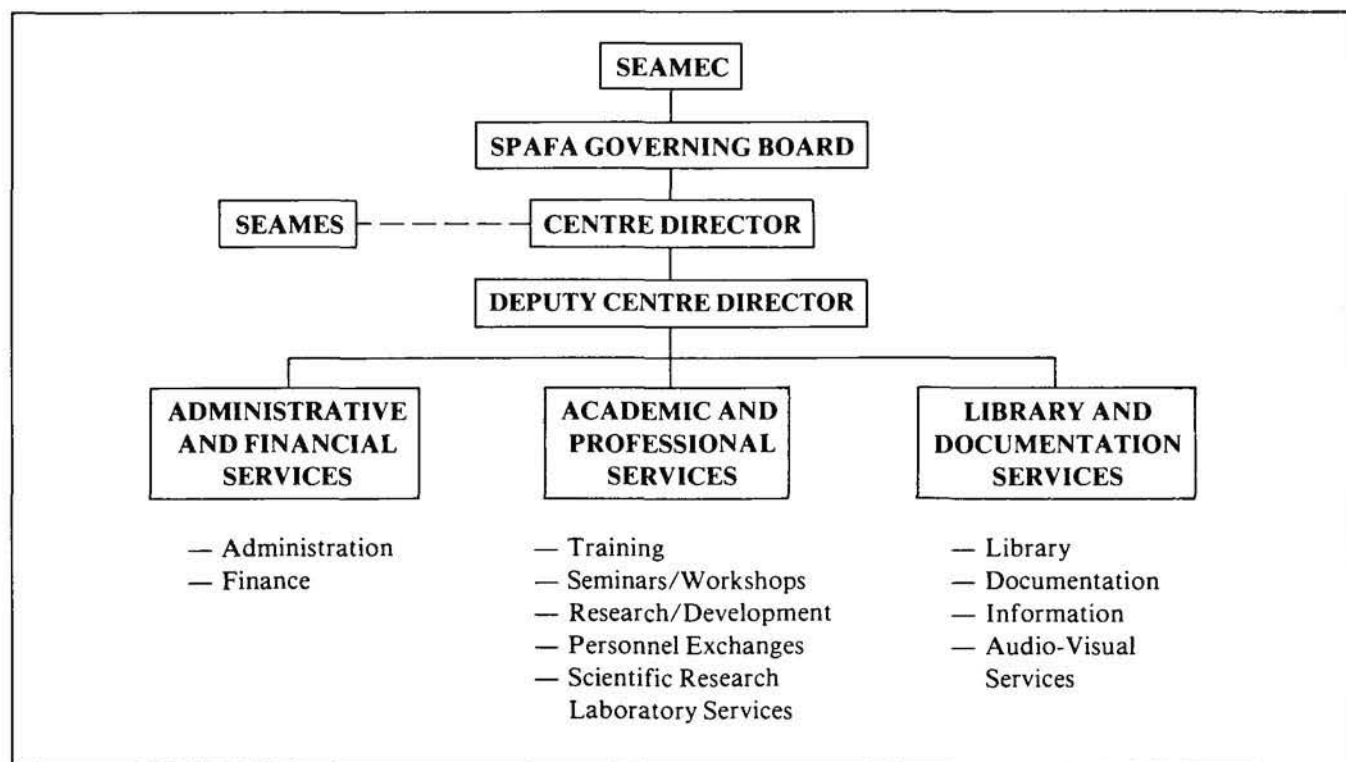 SEAMEC
SPAFA GOVERNING BOARD
SEAMES
CENTRE DIRECTOR
DEPUTY CENTRE DIRECTOR
ADMINISTRATIVE
AND FINANCIAL
SERVICES
— Administration
— Finance
ACADEMIC AND
PROFESSIONAL
SERVICES
— Training
— Seminars/Workshops
— Research/Development
— Personnel Exchanges
— Scientific Research
Laboratory Services
LIBRARY AND
DOCUMENTATION
SERVICES
— Library
— Documentation
— Information
— Audio-Visual
Services